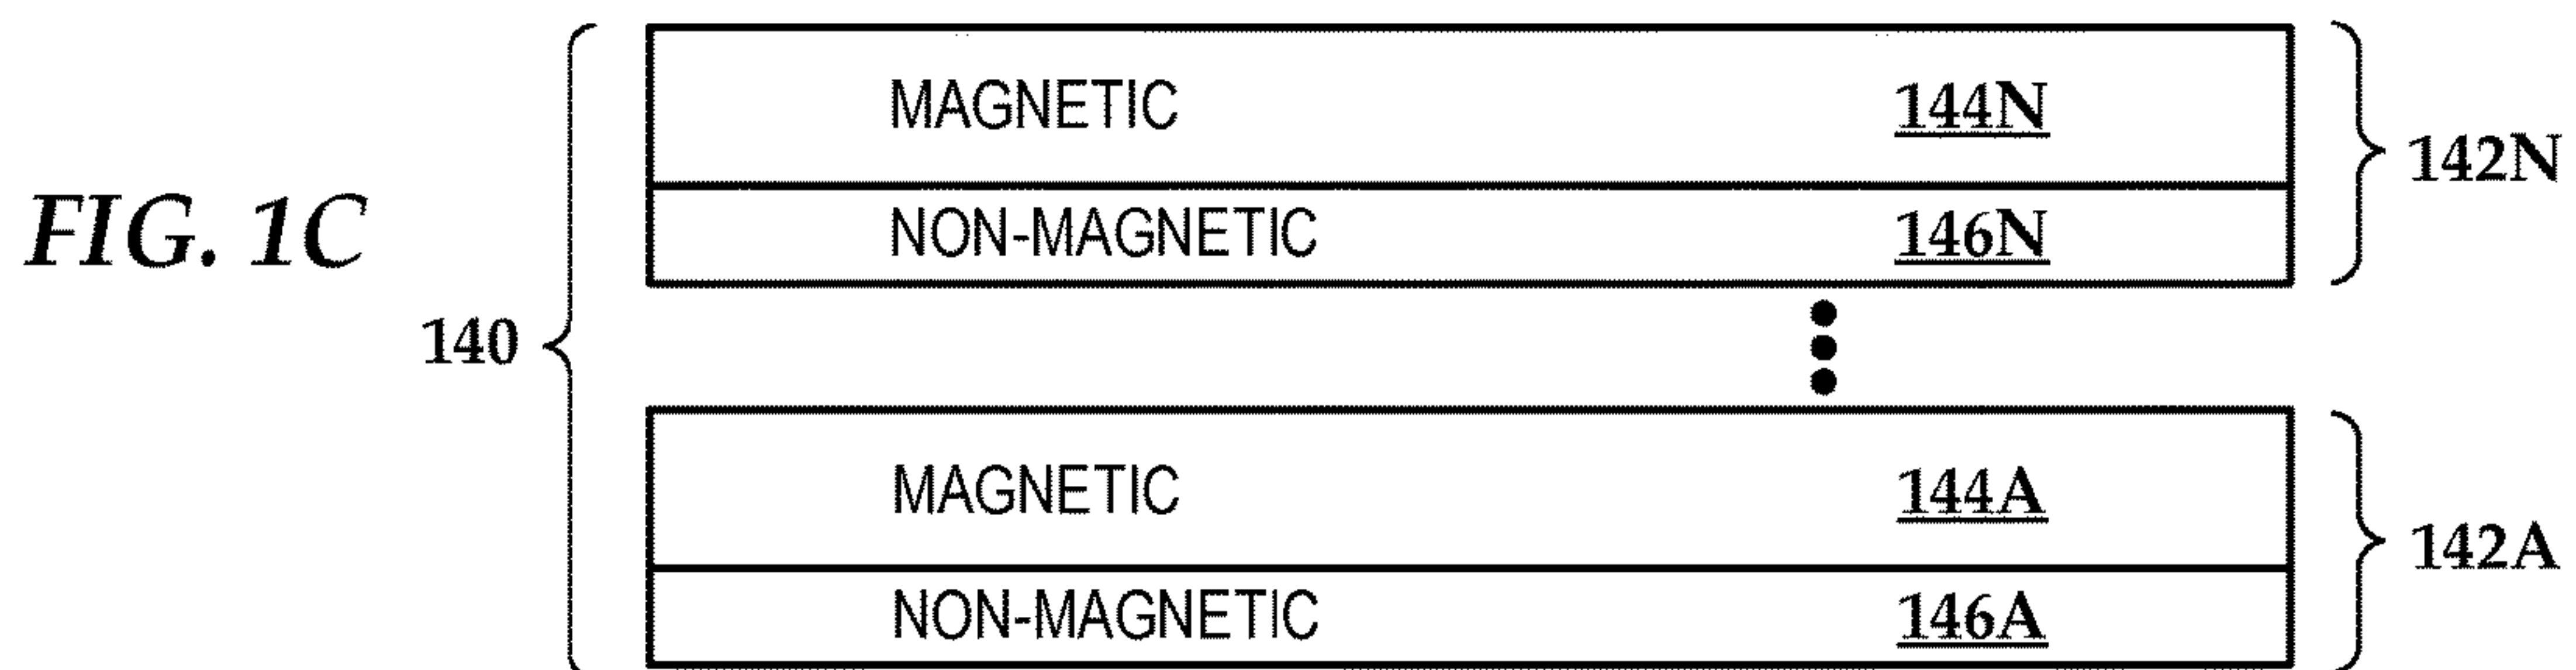 MAGNETIC 144N
142N
FIG. 1C
NON-MAGNETIC 146N
140
MAGNETIC 144A
142A
NON-MAGNETIC 146A